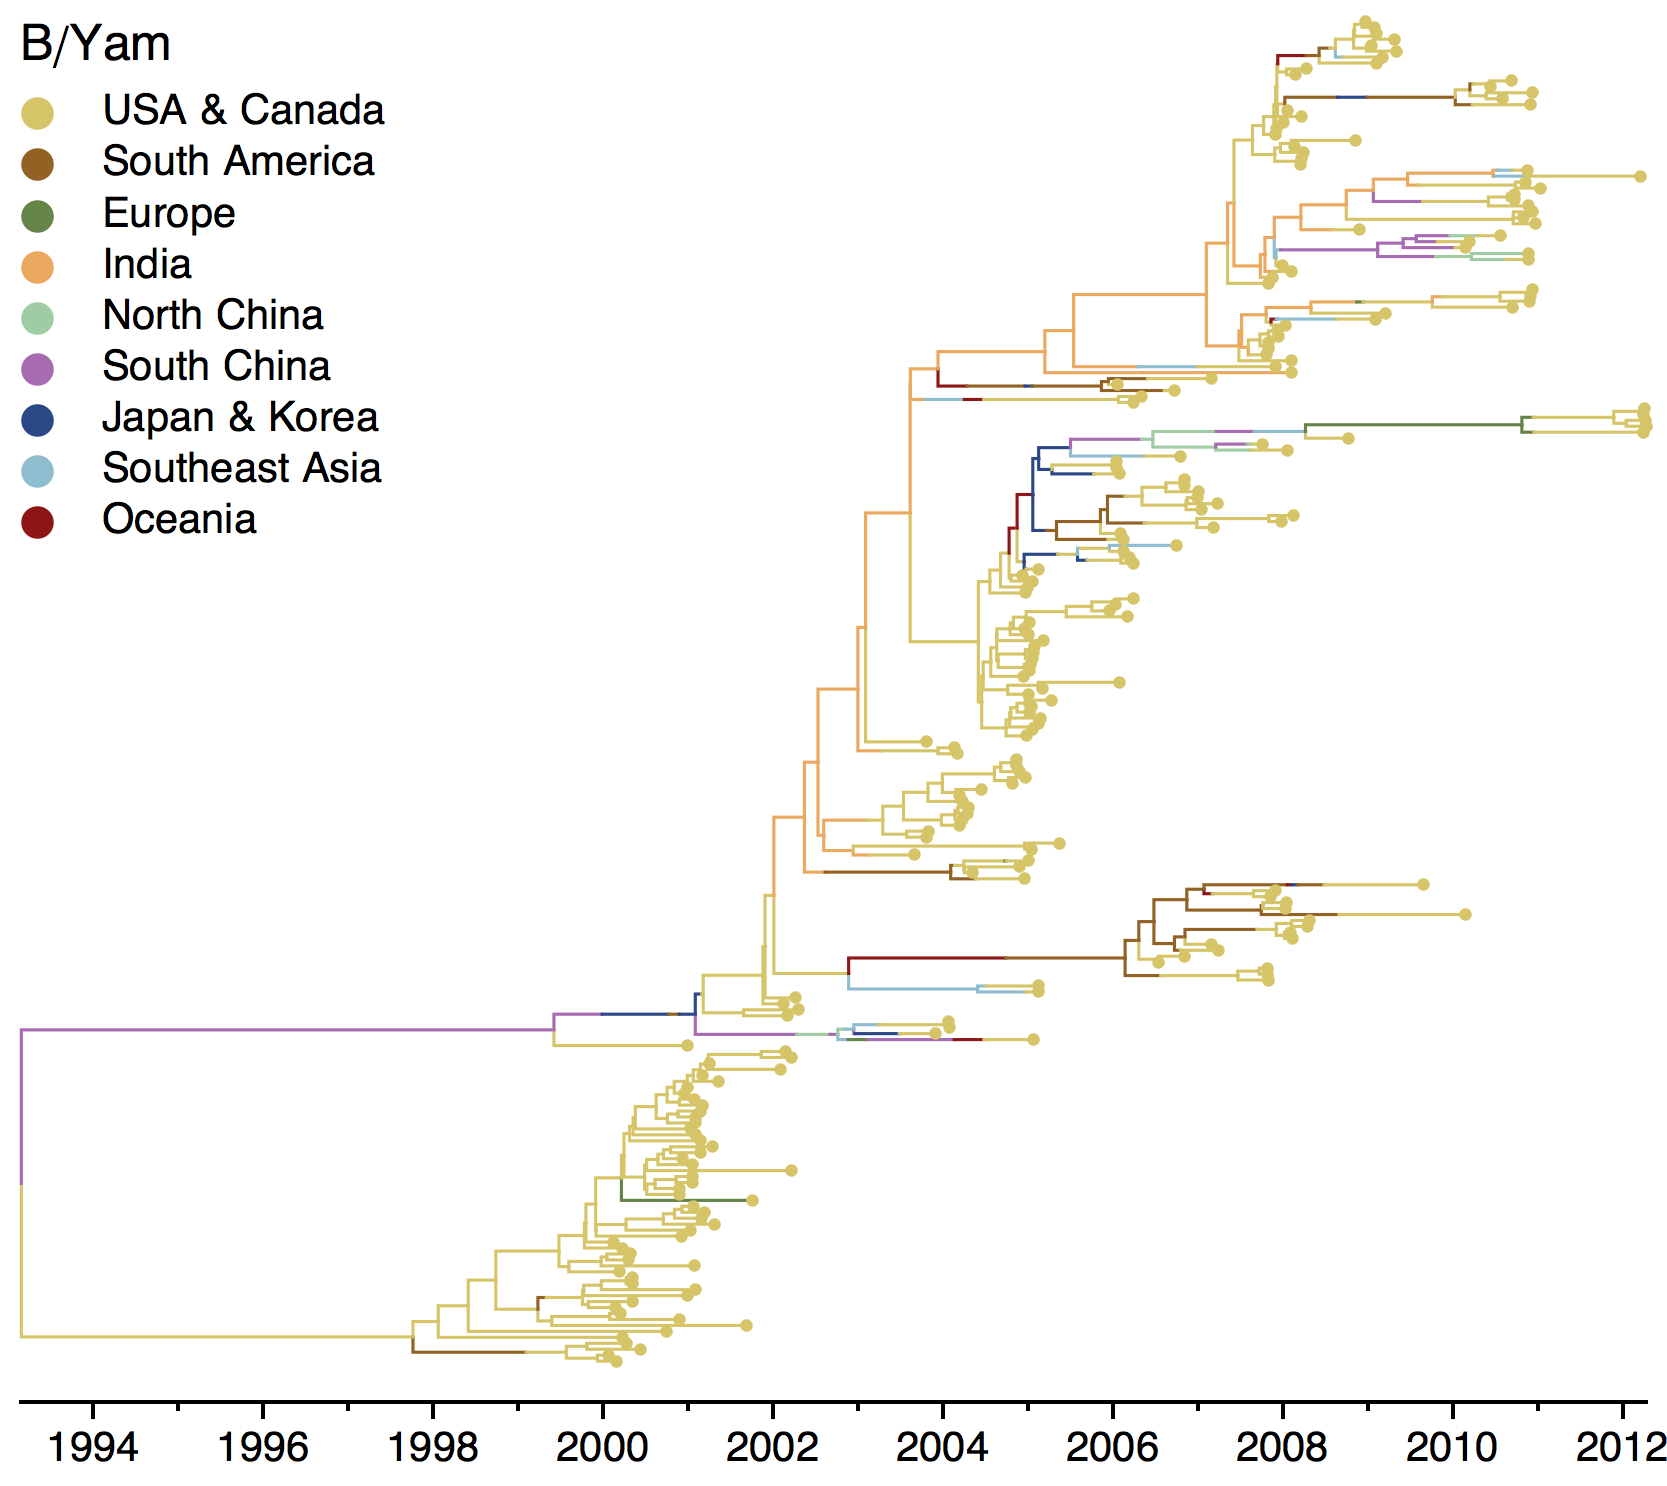 B/Yam
USA & Canada
South America
Europe
India
North China
South China
Japan & Korea
Southeast Asia
Oceania
1994 1996 1998 2000 2002 2004 2006 2008 2010 2012